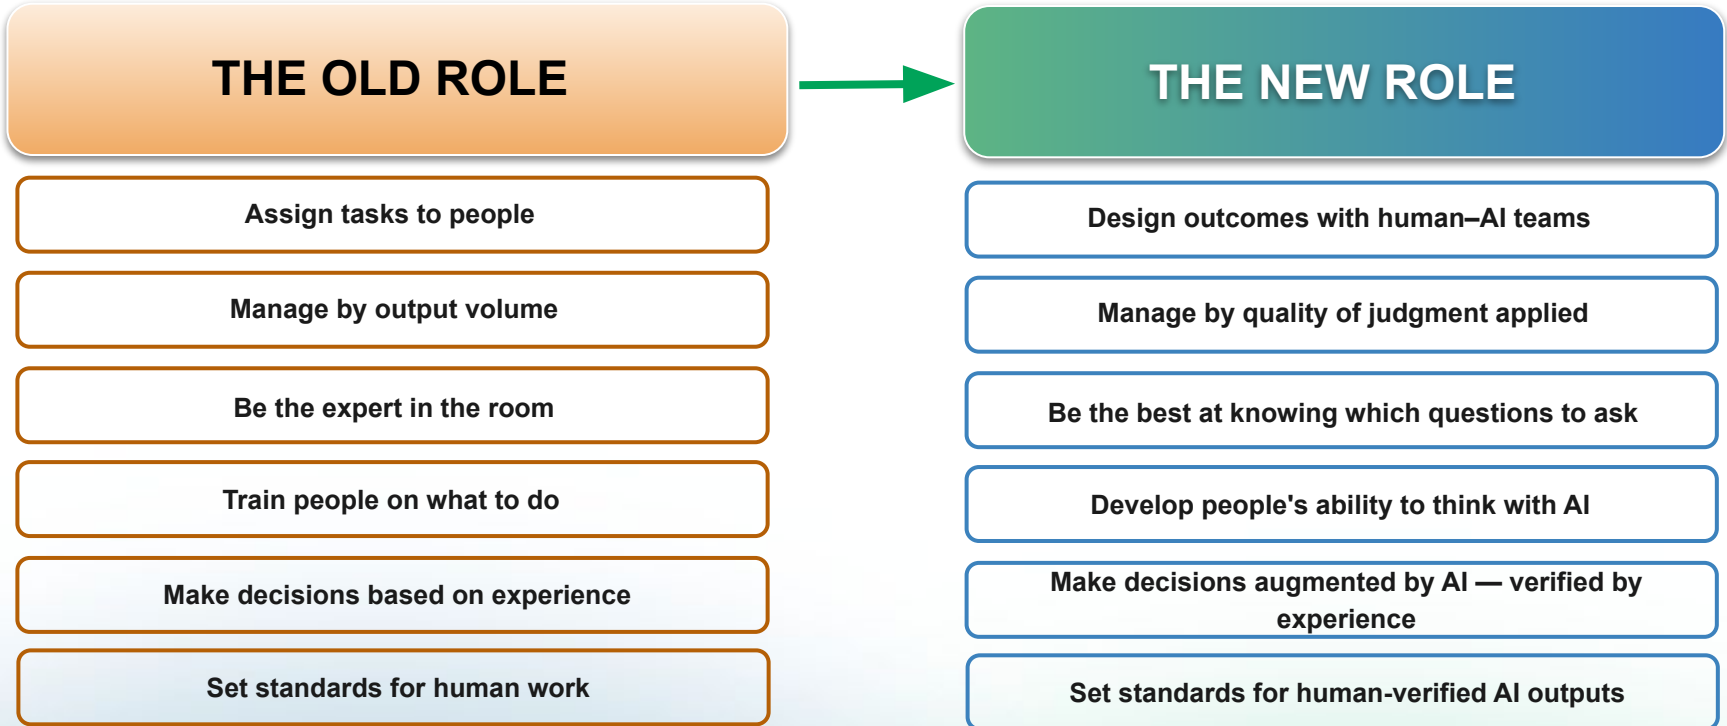 THE OLD ROLE
THE NEW ROLE
Assign tasks to people
Design outcomes with human–AI teams
Manage by output volume
Manage by quality of judgment applied
Be the expert in the room
Be the best at knowing which questions to ask
Train people on what to do
Develop people's ability to think with AI
Make decisions based on experience
Make decisions augmented by AI — verified by
experience
Set standards for human work
Set standards for human-verified AI outputs